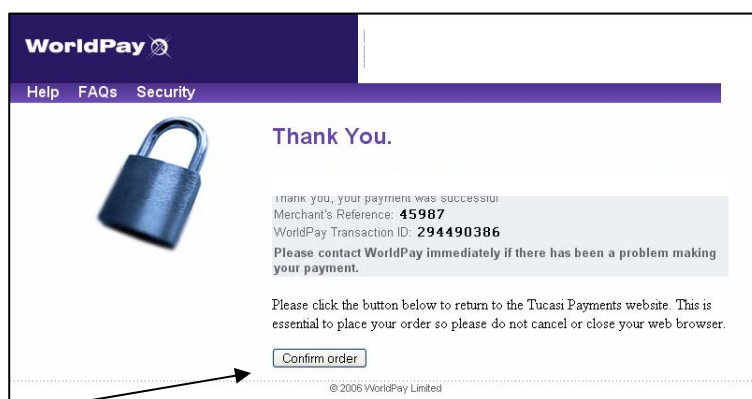 WorldPay
Help FAQs Security
Thank You.
Thank you, your payment was successful
Merchant's Reference: 45987
WorldPay Transaction ID: 294490386
Please contact WorldPay immediately if there has been a problem making
your payment.
Please click the button below to return to the Tucasi Payments website. This is
essential to place your order so please do not cancel or close your web browser.
Confirm order
© 2006 WorldPay Limited